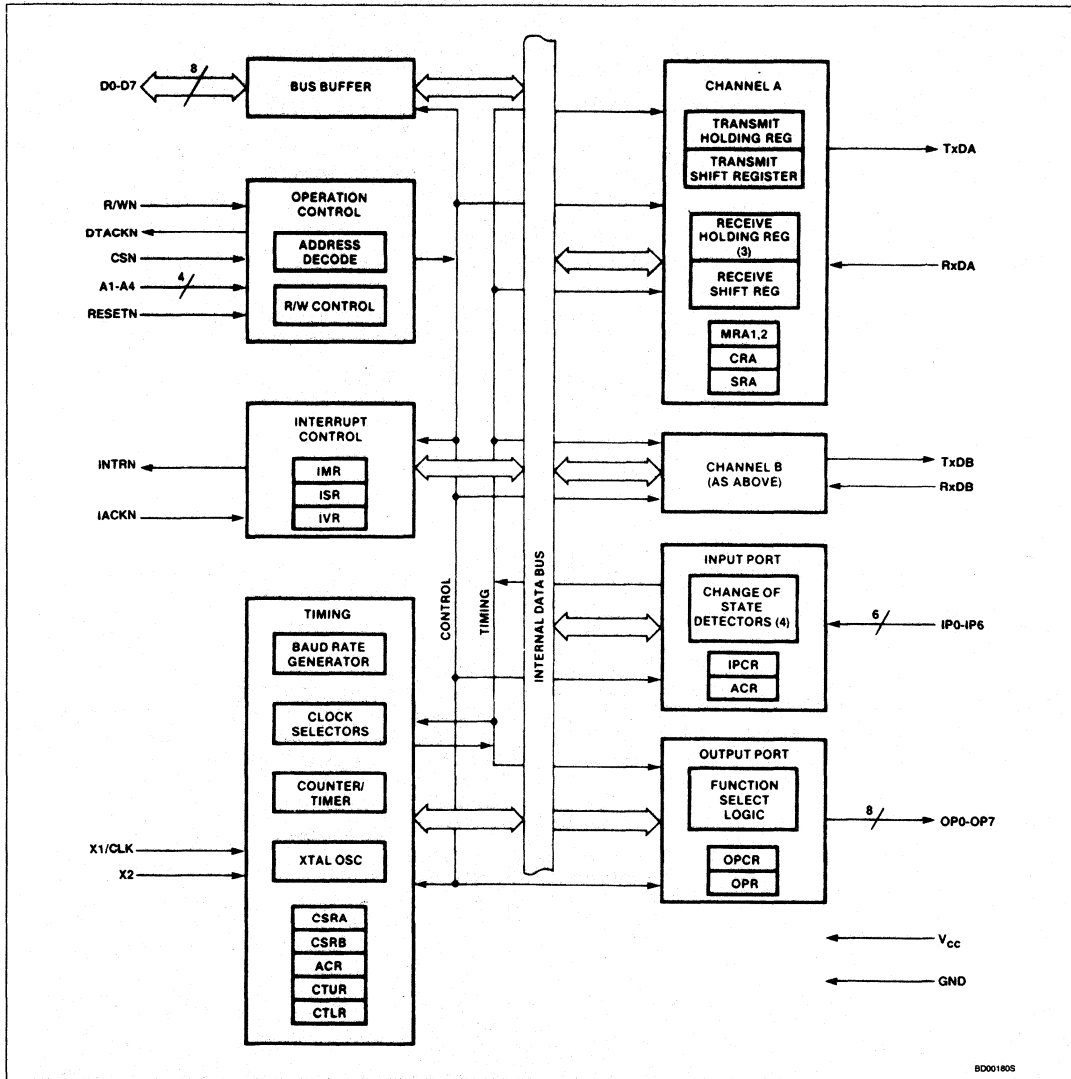 D0-D7
8
BUS BUFFER
R/WN
DTACKN
CSN
A1-A4
4
RESETN
OPERATION
CONTROL
ADDRESS
DECODE
R/W CONTROL
INTRN
IACKN
INTERRUPT
CONTROL
IMR
ISR
IVR
TIMING
BAUD RATE
GENERATOR
CLOCK
SELECTORS
COUNTER/
TIMER
X1/CLK
X2
XTAL OSC
CSRA
CSRB
ACR
CTUR
CTLR
CONTROL
TIMING
INTERNAL DATA BUS
CHANNEL A
TRANSMIT
HOLDING REG
TRANSMIT
SHIFT REGISTER
TxDA
RECEIVE
HOLDING REG
(3)
RECEIVE
SHIFT REG
RxDA
MRA1,2
CRA
SRA
CHANNEL B
(AS ABOVE)
TxDB
RxDB
INPUT PORT
CHANGE OF
STATE
DETECTORS (4)
6
IP0-IP6
IPCR
ACR
OUTPUT PORT
FUNCTION
SELECT
LOGIC
8
OP0-OP7
OPCR
OPR
VCC
GND
BD00180S